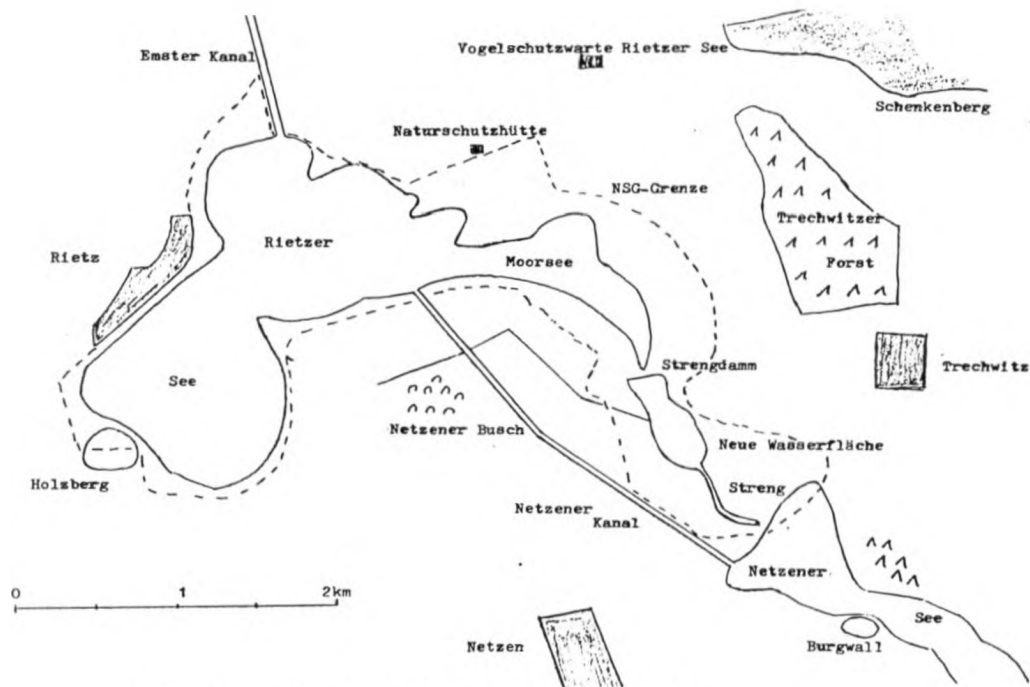 Emster Kanal
Vogelschutzwarte Rietzer See
Schenkenberg
Naturschutzhütte
NSG-Grenze
Trechwitzer
Forst
Rietz
Rietzer
Moorsee
See
Strengdamm
Trechwitz
Netzener Busch
Neue Wasserfläche
Holzberg
Streng
Netzener
Kanal
Netzener
See
0 1 2km
Netzen
Burgwall